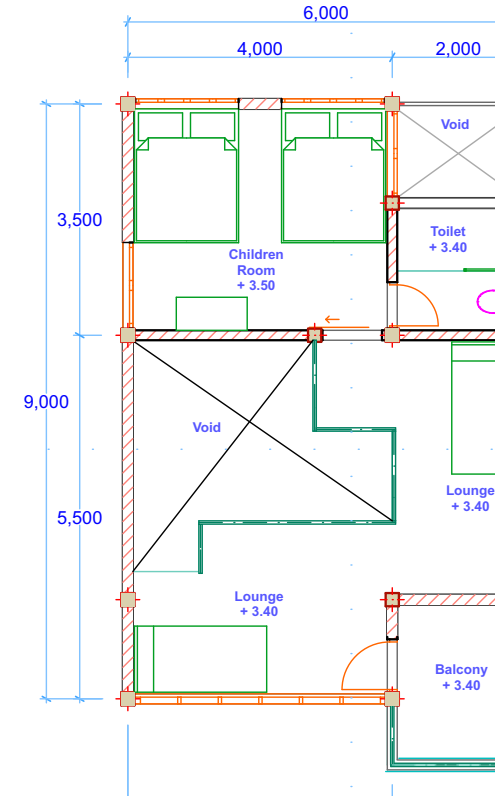 6,000
4,000
2,000
Void
3,500
Toilet
+ 3.40
Children
Room
+ 3.50
9,000
Void
5,500
Lounge
+ 3.40
Lounge
+ 3.40
Balcony
+ 3.40